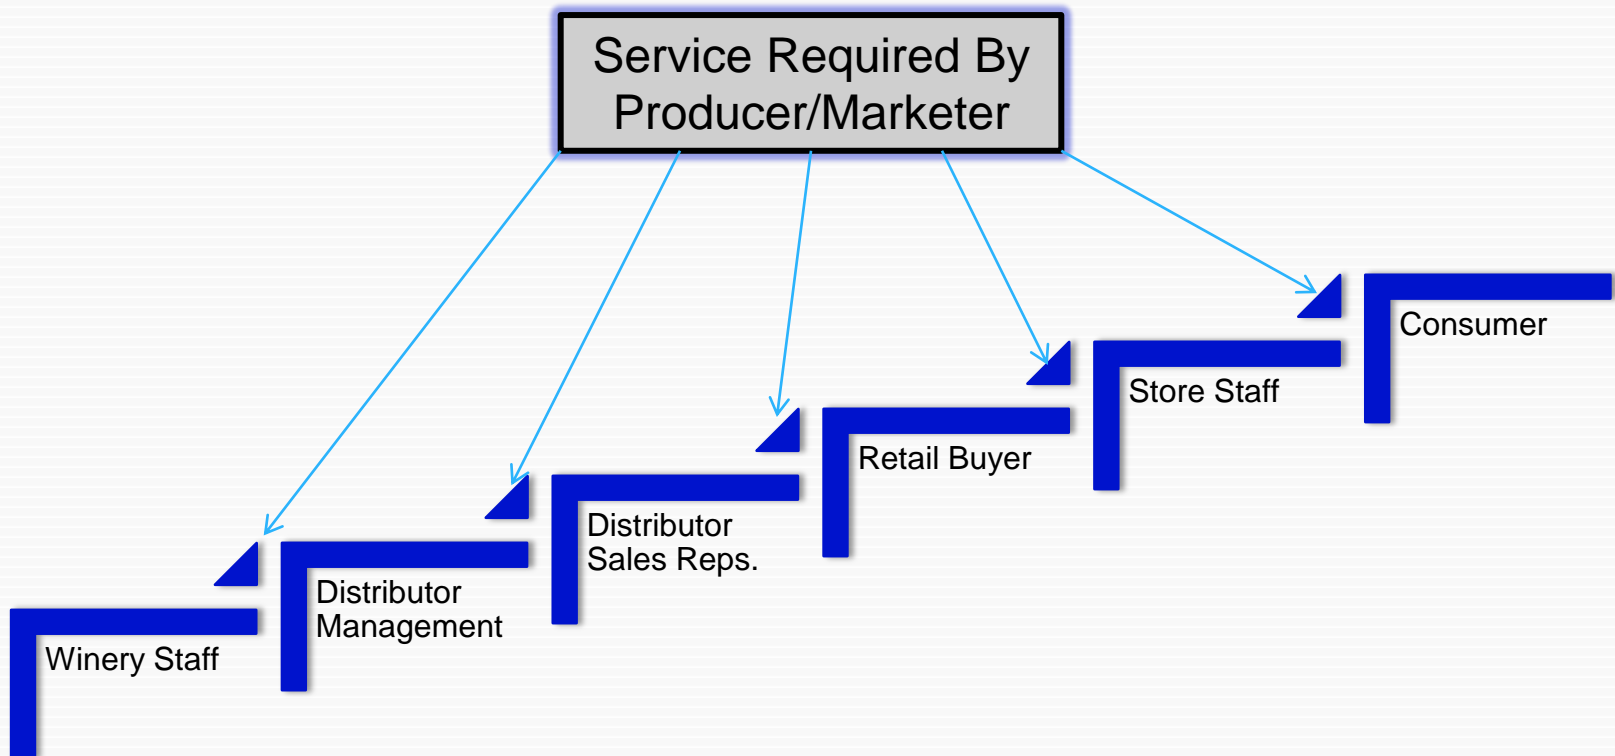 Service Required By
Producer/Marketer
Consumer
Store Staff
Retail Buyer
Distributor
Sales Reps.
Distributor
Management
Winery Staff